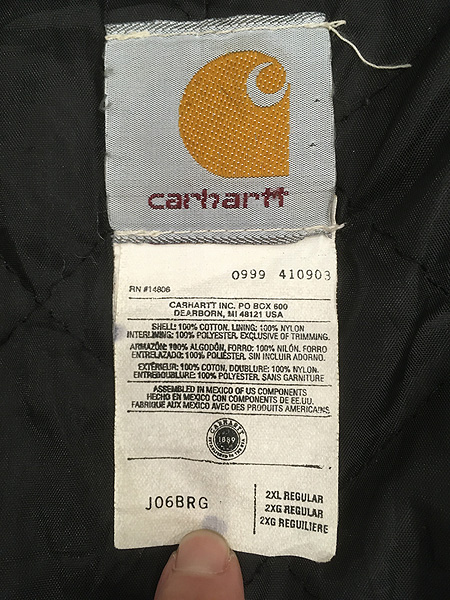 carhartt
0999 410903
RN #14806
CARHARTT INC. PO BOX 600
DEARBORN, MI 48121 USA
SHELL: 100% COTTON. LINING: 100% NYLON
INTERLINING: 100% POLYESTER. EXCLUSIVE OF TRIMMING.
ARMAZÓN: 100% ALGODÓN, FORRO: 100% NILÓN. FORRO
ENTRELAZADO: 100% POLIÉSTER. SIN INCLUIR ADORNO.
EXTÉRIEUR: 100% COTON, DOUBLURE: 100% NYLON.
ENTREDOUBLURE: 100% POLYESTER. SANS GARNITURE
ASSEMBLED IN MEXICO OF US COMPONENTS
HECHO EN MÉXICO CON COMPONENTES DE EE.UU.
FABRIQUE AUX MEXICO AVEC DES PRODUITS AMERICAINS
CARHARTT
1889
J06BRG
2XL REGULAR
2XG REGULAR
2XG REGUILIERE